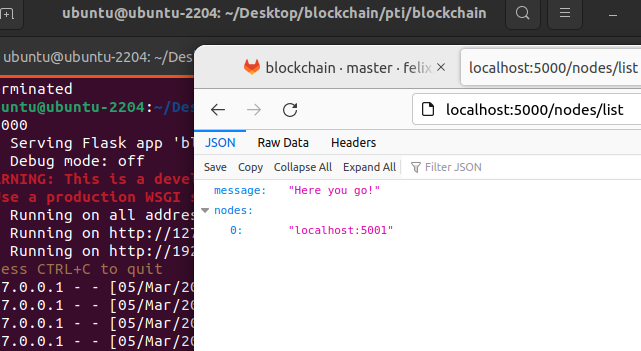 ubuntu@ubuntu-2204: ~/Desktop/blockchain/pti/blockchain
ubuntu@ubuntu-2204: ~/Des
blockchain · master · felix
localhost:5000/nodes/list
localhost:5000/nodes/list
JSON Raw Data Headers
Save Copy Collapse All Expand All Filter JSON
message: "Here you go!"
nodes:
0: "localhost:5001"
rminated
untu@ubuntu-2204:~/Des
000
Serving Flask app 'bl
Debug mode: off
RNING: This is a devel
se a production WSGI s
Running on all addres
Running on http://127
Running on http://192
ess CTRL+C to quit
7.0.0.1 - - [05/Mar/20
7.0.0.1 - - [05/Mar/20
7.0.0.1 - - [05/Mar/20
7.0.0.1 - - [05/Mar/20